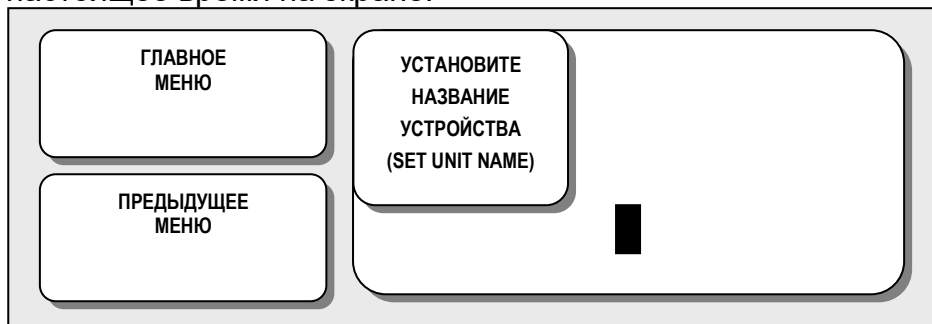 настоящее время на экране.
ГЛАВНОЕ
МЕНЮ
УСТАНОВИТЕ
НАЗВАНИЕ
УСТРОЙСТВА
(SET UNIT NAME)
ПРЕДЫДУЩЕЕ
МЕНЮ